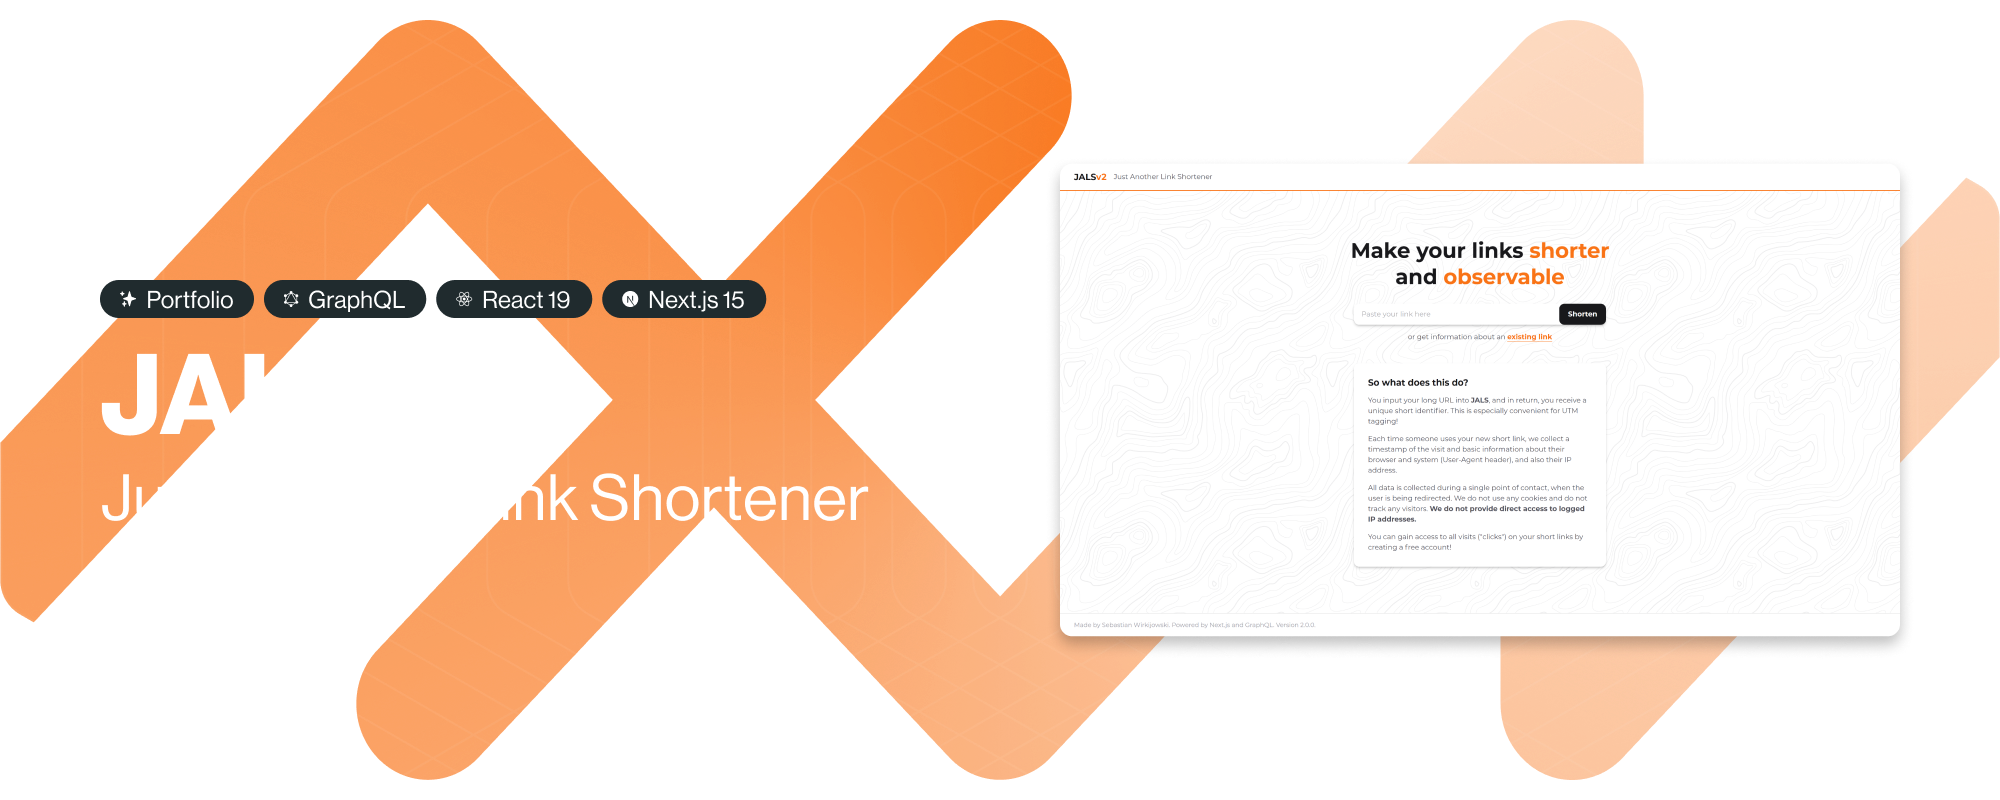 Portfolio GraphQL React 19 Next.js 15
JAL
Ju ink Shortener
JALSv2 Just Another Link Shortener
Make your links shorter
and observable
Paste your link here Shorten
or get information about an existing link
So what does this do?
You input your long URL into JALS, and in return, you receive a
unique short identifier. This is especially convenient for UTM
tagging!
Each time someone uses your new short link, we collect a
timestamp of the visit and basic information about their
browser and system (User-Agent header), and also their IP
address.
All data is collected during a single point of contact, when the
user is being redirected. We do not use any cookies and do not
track any visitors. We do not provide direct access to logged
IP addresses.
You can gain access to all visits ("clicks") on your short links by
creating a free account!
Made by Sebastian Wirkijowski. Powered by Next.js and GraphQL. Version 2.0.0.